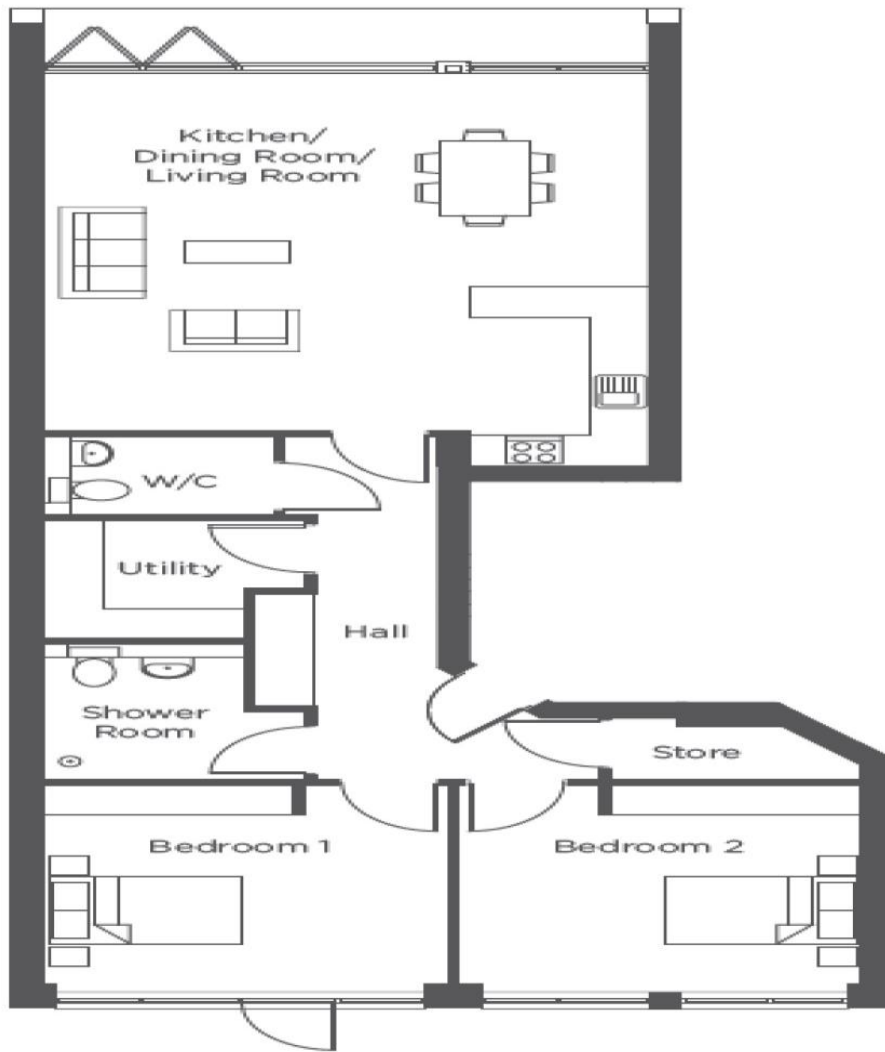 Kitchen/
Dining Room/
Living Room
W/C
Utility
Hall
Shower
Room
Store
Bedroom 1
Bedroom 2